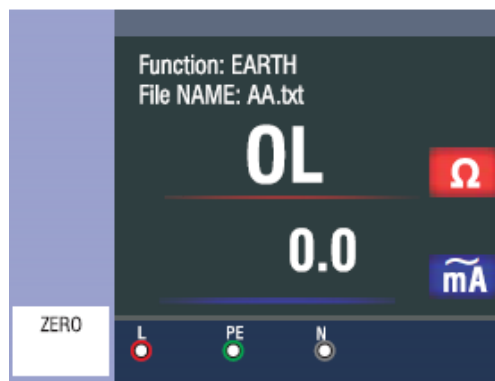 Function: EARTH
File NAME: AA.txt
OL Ω
0.0 mA
ZERO
L PE N